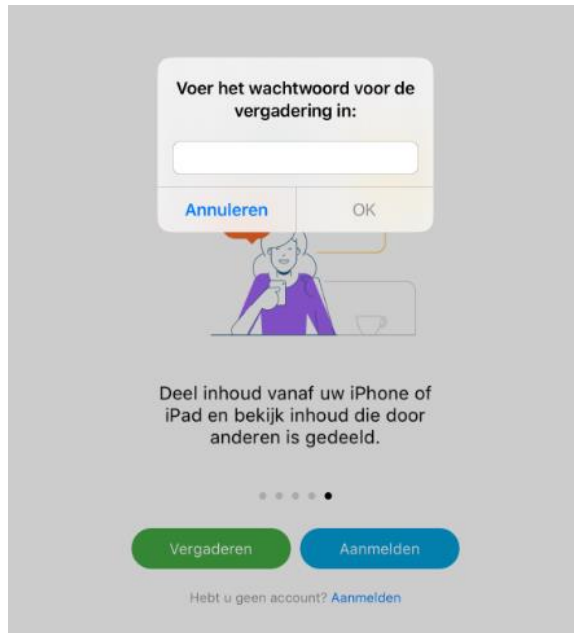 Voer het wachtwoord voor de
vergadering in:
Annuleren OK
Deel inhoud vanaf uw iPhone of
iPad en bekijk inhoud die door
anderen is gedeeld.
Vergaderen Aanmelden
Hebt u geen account? Aanmelden